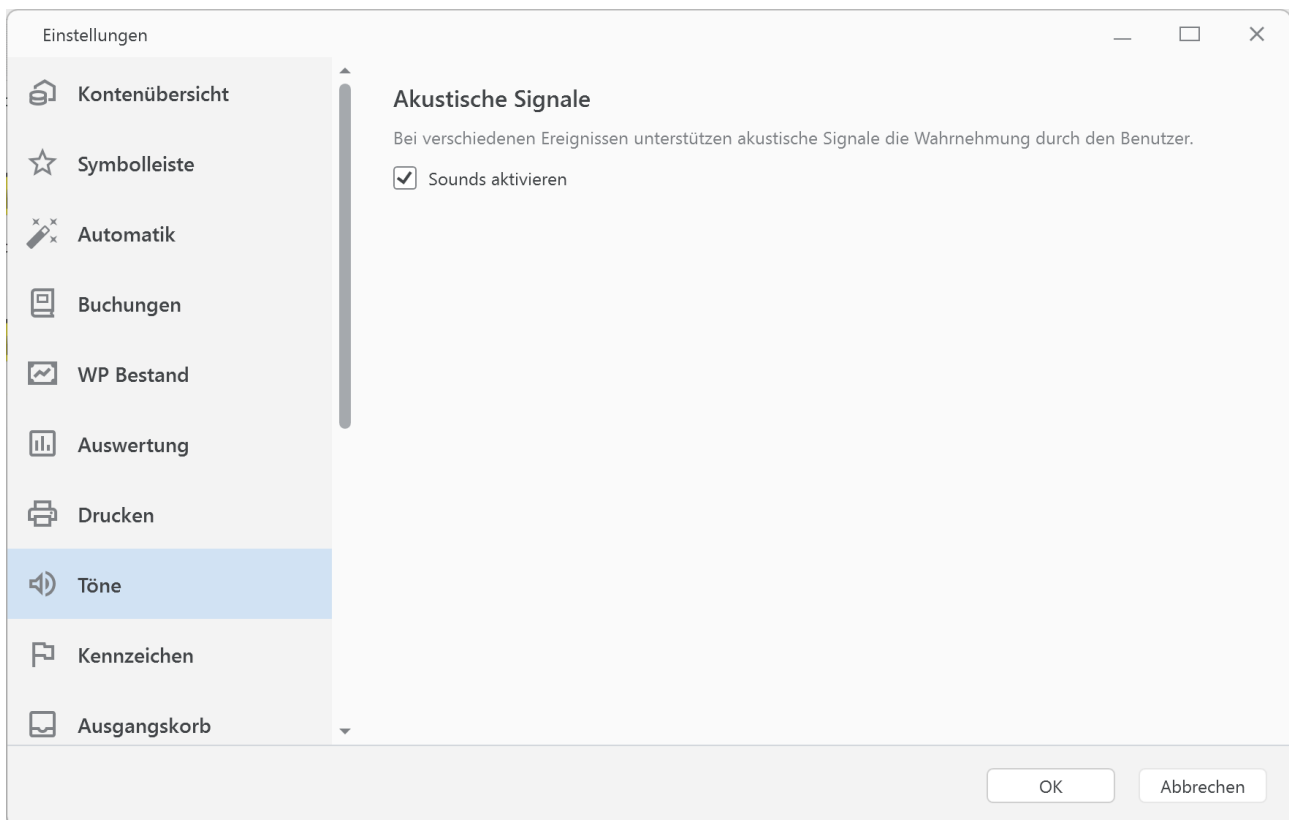 Einstellungen
Kontenübersicht
Symbolleiste
Automatik
Buchungen
WP Bestand
Auswertung
Drucken
Töne
Kennzeichen
Ausgangskorb
Akustische Signale
Bei verschiedenen Ereignissen unterstützen akustische Signale die Wahrnehmung durch den Benutzer.
Sounds aktivieren
OK
Abbrechen